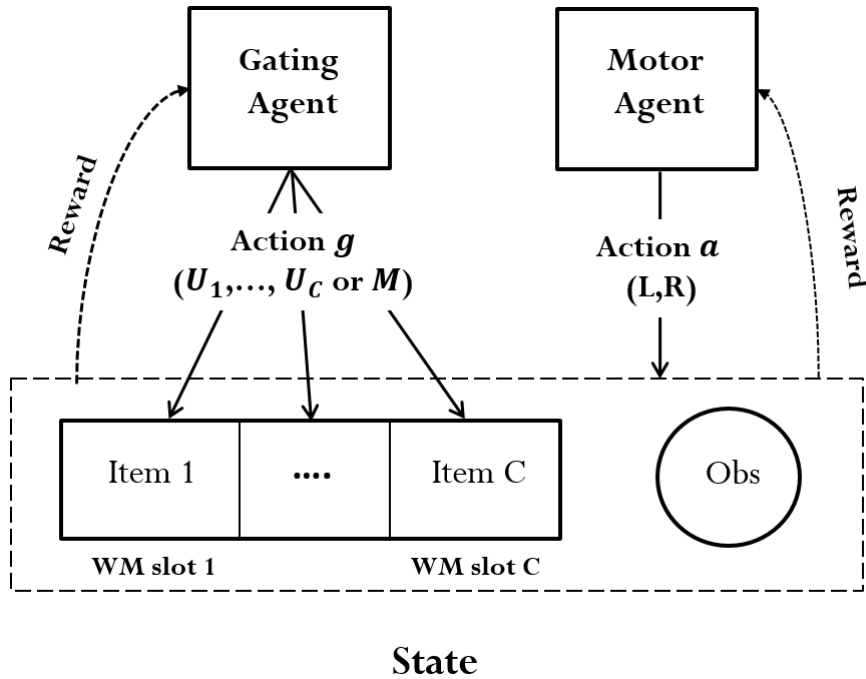 Gating
Agent
Motor
Agent
Reward
Reward
Action g
(U₁,…, U_C or M)
Action a
(L,R)
Item 1
....
Item C
Obs
WM slot 1
WM slot C
State